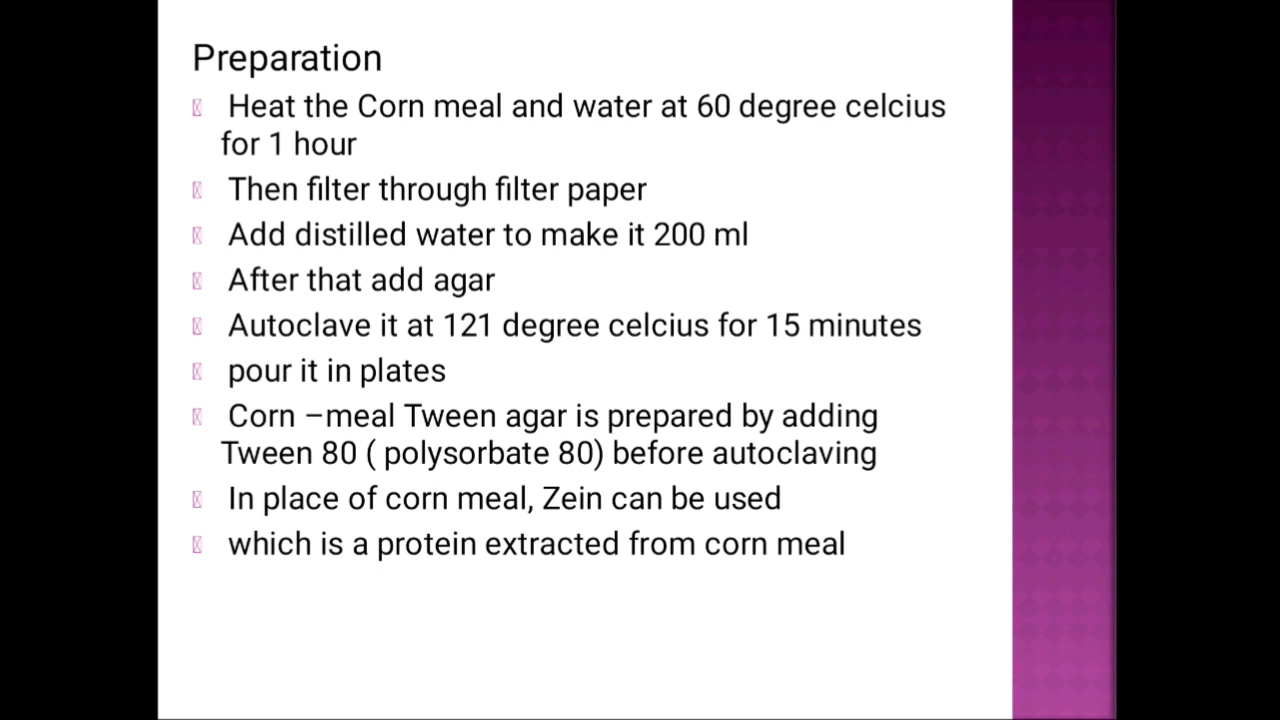 Preparation
Heat the Corn meal and water at 60 degree celcius
for 1 hour
Then filter through filter paper
Add distilled water to make it 200 ml
After that add agar
Autoclave it at 121 degree celcius for 15 minutes
pour it in plates
Corn –meal Tween agar is prepared by adding
Tween 80 ( polysorbate 80) before autoclaving
In place of corn meal, Zein can be used
which is a protein extracted from corn meal